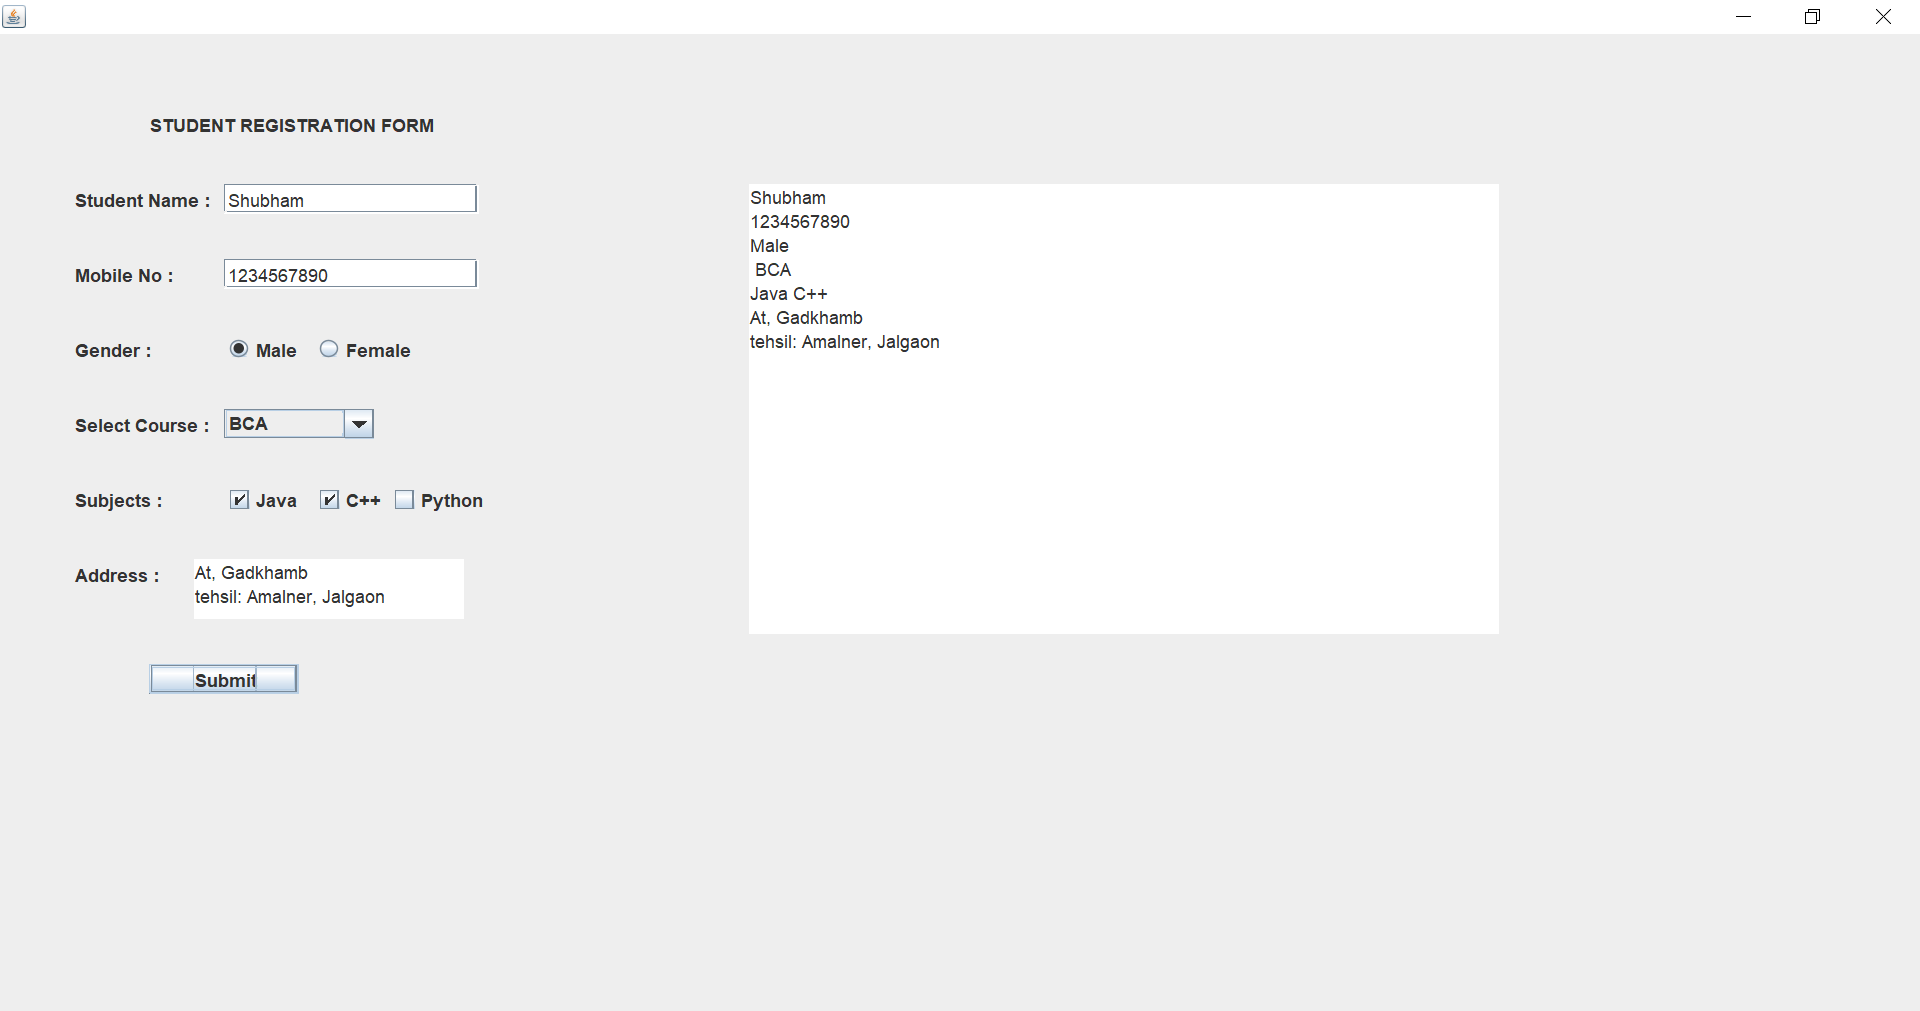 STUDENT REGISTRATION FORM
Student Name : Shubham
Mobile No : 1234567890
Gender : Male Female
Select Course : BCA
Subjects : Java C++ Python
Address : At, Gadkhamb
tehsil: Amalner, Jalgaon
Submit
Shubham
1234567890
Male
BCA
Java C++
At, Gadkhamb
tehsil: Amalner, Jalgaon